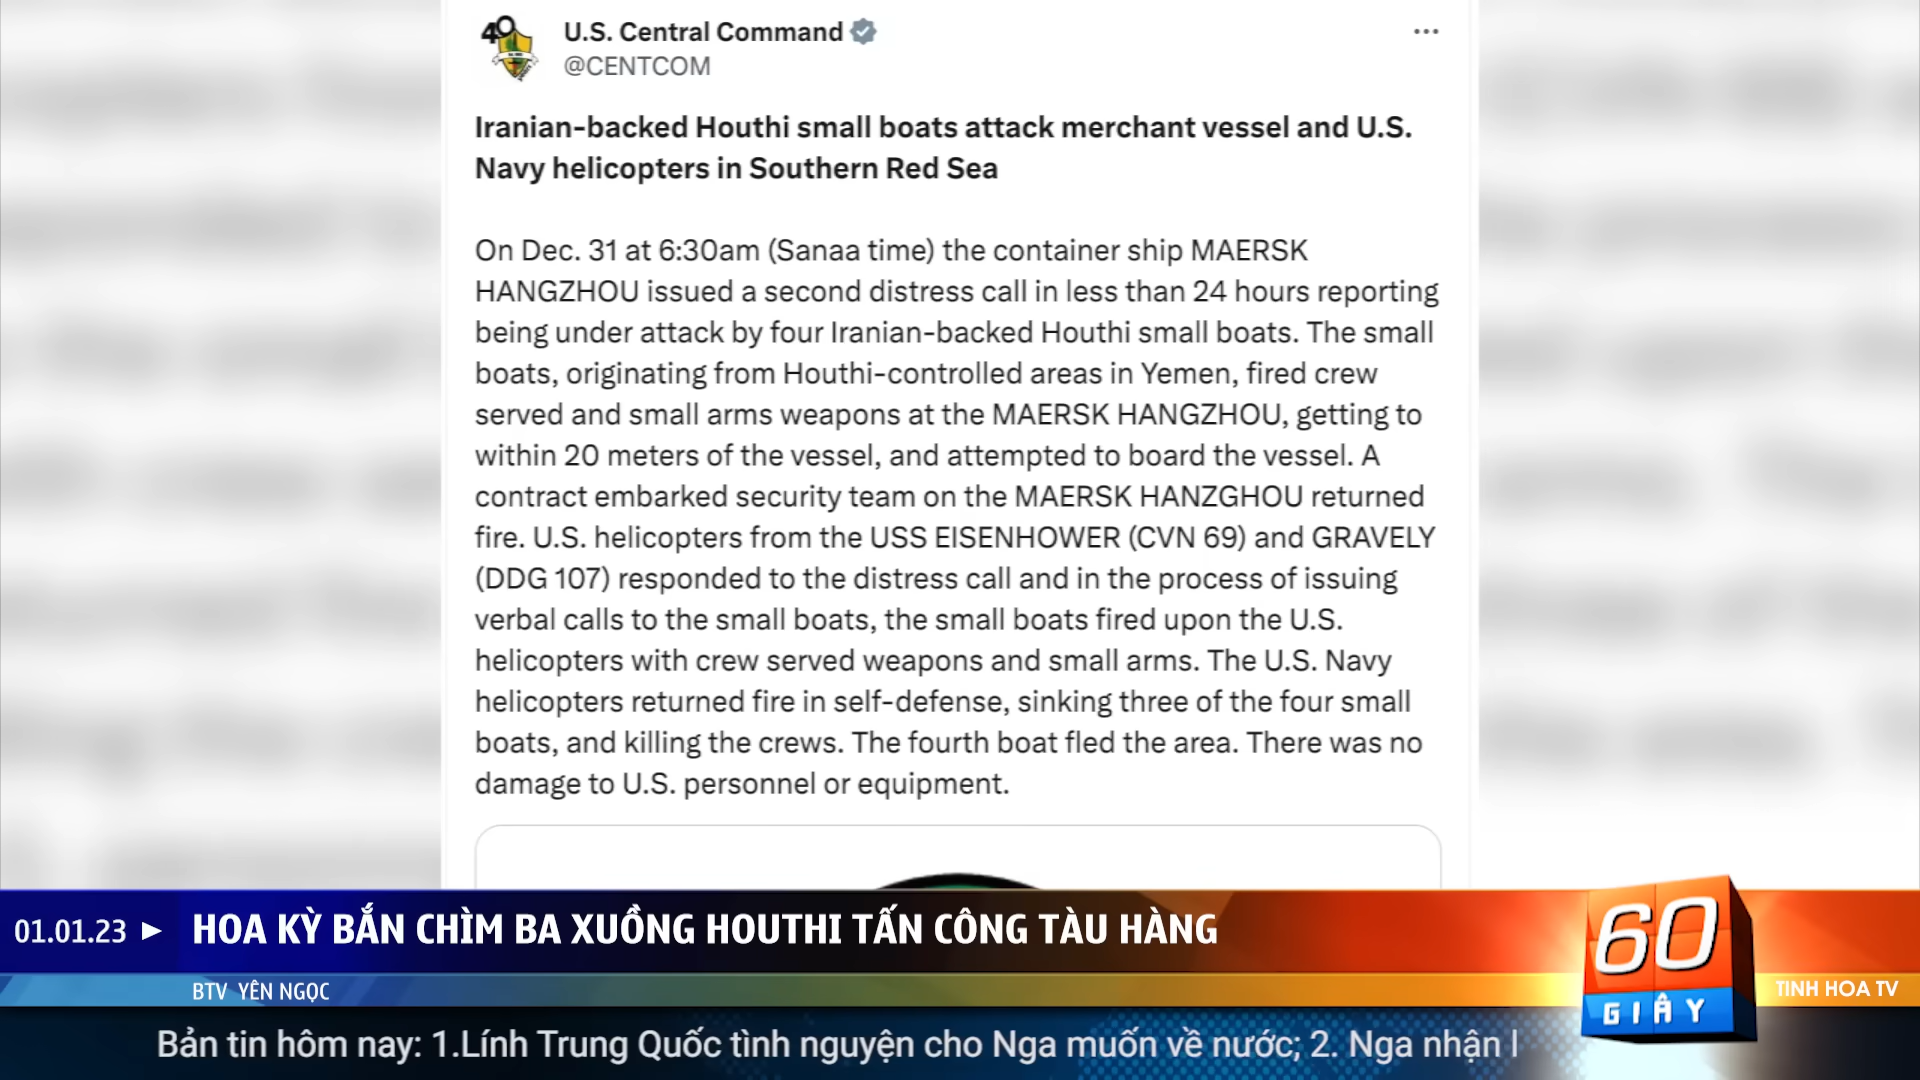 U.S. Central Command
@CENTCOM
Iranian-backed Houthi small boats attack merchant vessel and U.S.
Navy helicopters in Southern Red Sea
On Dec. 31 at 6:30am (Sanaa time) the container ship MAERSK
HANGZHOU issued a second distress call in less than 24 hours reporting
being under attack by four Iranian-backed Houthi small boats. The small
boats, originating from Houthi-controlled areas in Yemen, fired crew
served and small arms weapons at the MAERSK HANGZHOU, getting to
within 20 meters of the vessel, and attempted to board the vessel. A
contract embarked security team on the MAERSK HANZGHOU returned
fire. U.S. helicopters from the USS EISENHOWER (CVN 69) and GRAVELY
(DDG 107) responded to the distress call and in the process of issuing
verbal calls to the small boats, the small boats fired upon the U.S.
helicopters with crew served weapons and small arms. The U.S. Navy
helicopters returned fire in self-defense, sinking three of the four small
boats, and killing the crews. The fourth boat fled the area. There was no
damage to U.S. personnel or equipment.
01.01.23 HOA KỲ BẮN CHÌM BA XUỒNG HOUTHI TẤN CÔNG TÀU HÀNG
BTV YÊN NGỌC
60
GIÂY
TINH HOA TV
Bản tin hôm nay: 1.Lính Trung Quốc tình nguyện cho Nga muốn về nước; 2. Nga nhận